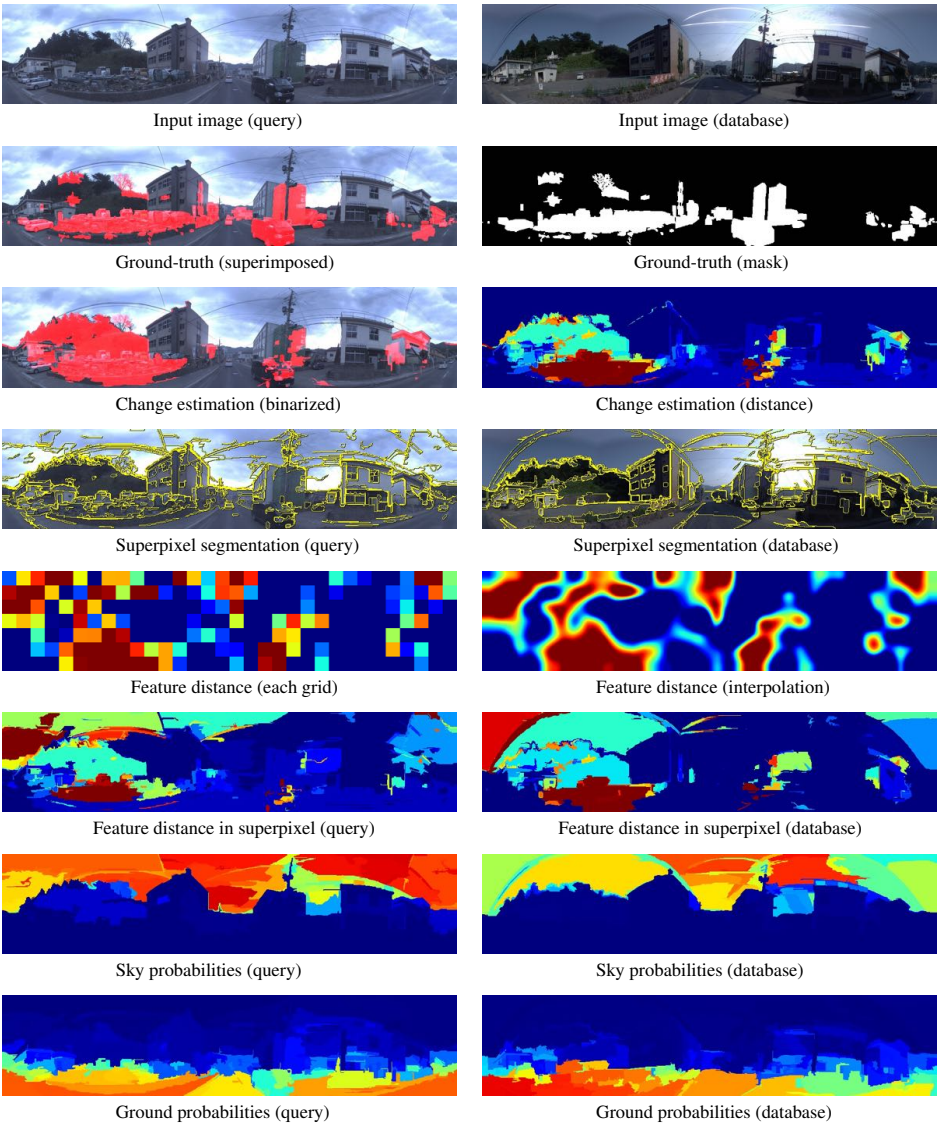 Input image (query)
Input image (database)
Ground-truth (superimposed)
Ground-truth (mask)
Change estimation (binarized)
Change estimation (distance)
Superpixel segmentation (query)
Superpixel segmentation (database)
Feature distance (each grid)
Feature distance (interpolation)
Feature distance in superpixel (query)
Feature distance in superpixel (database)
Sky probabilities (query)
Sky probabilities (database)
Ground probabilities (query)
Ground probabilities (database)